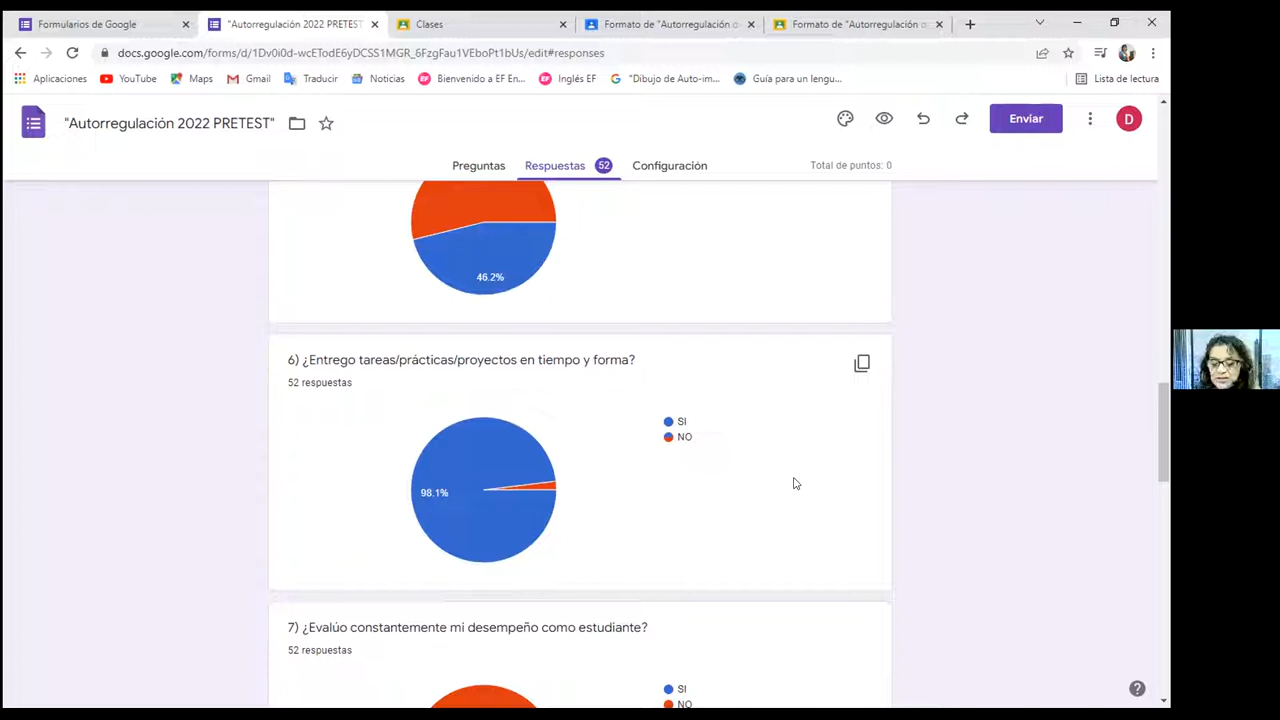 Formularios de Google
"Autorregulación 2022 PRETEST
Clases
Formato de "Autorregulación o
Formato de "Autorregulación o
docs.google.com/forms/d/1Dv0i0d-wcETodE6yDCSS1MGR_6FzgFau1VEboPt1bUs/edit#responses
Aplicaciones
YouTube
Maps
Gmail
Traducir
Noticias
Bienvenido a EF En...
Inglés EF
"Dibujo de Auto-im...
Guía para un lengu...
Lista de lectura
"Autorregulación 2022 PRETEST"
Enviar
D
Preguntas
Respuestas 52
Configuración
Total de puntos: 0
46.2%
6) ¿Entrego tareas/prácticas/proyectos en tiempo y forma?
52 respuestas
SI
NO
98.1%
7) ¿Evalúo constantemente mi desempeño como estudiante?
52 respuestas
SI
NO